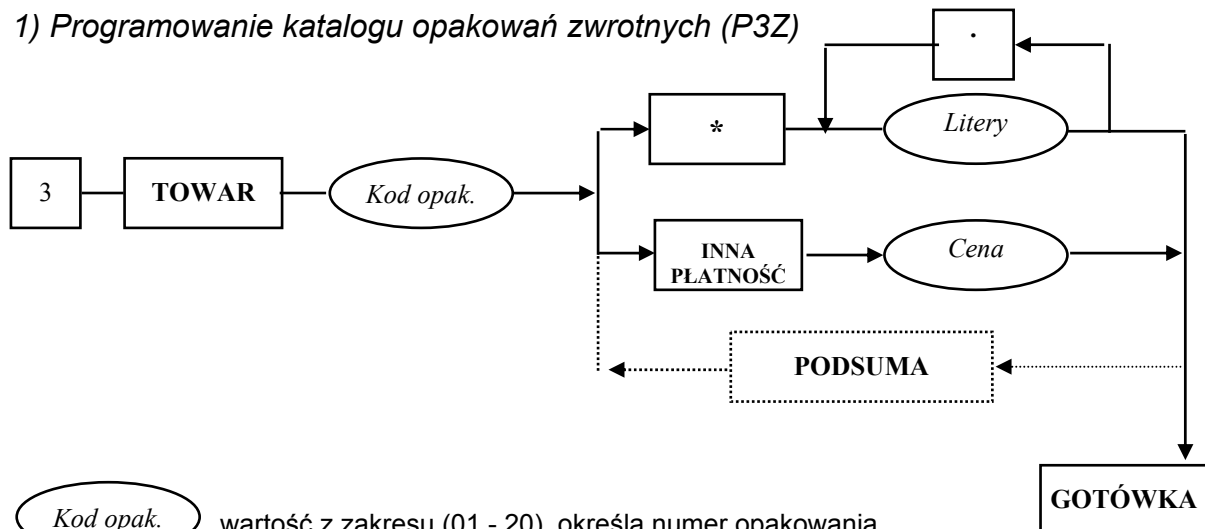 1) Programowanie katalogu opakowań zwrotnych (P3Z)
.
*
Litery
3
TOWAR
Kod opak.
INNA
PŁATNOŚĆ
Cena
PODSUMA
GOTÓWKA
Kod opak.
wartość z zakresu (01 - 20), określa numer opakowania